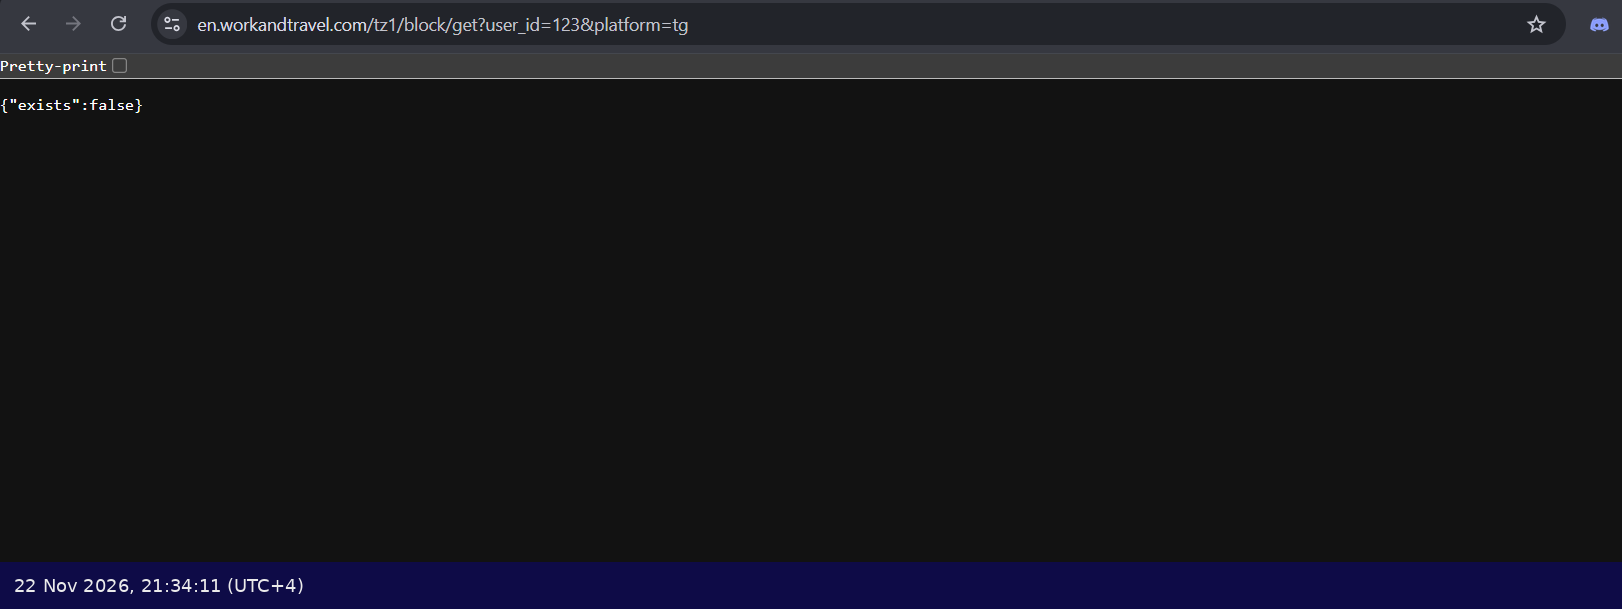 en.workandtravel.com/tz1/block/get?user_id=123&platform=tg
Pretty-print
{"exists":false}
22 Nov 2026, 21:34:11 (UTC+4)